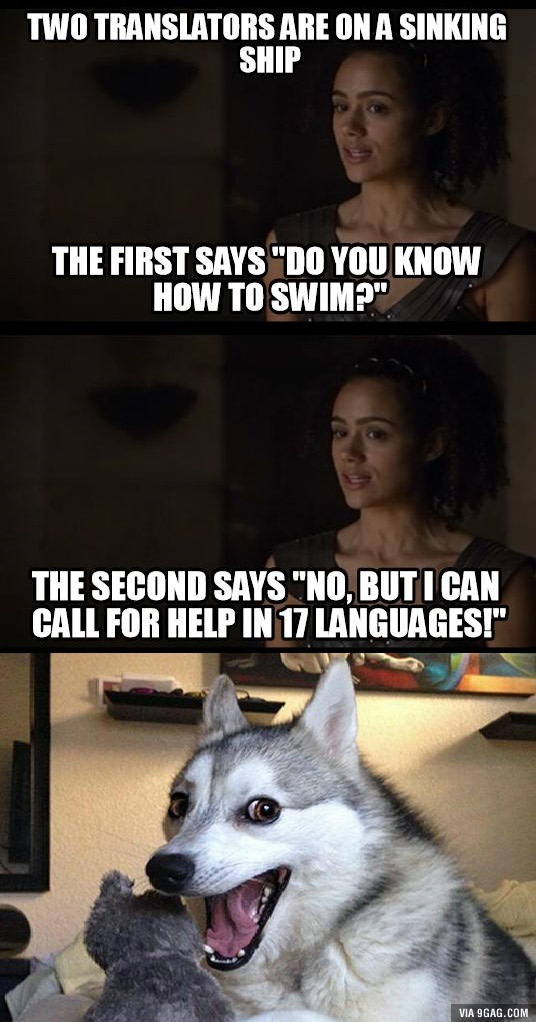 TWO TRANSLATORS ARE ON A SINKING
SHIP
THE FIRST SAYS "DO YOU KNOW
HOW TO SWIM?"
THE SECOND SAYS "NO, BUT I CAN
CALL FOR HELP IN 17 LANGUAGES!"
VIA 9GAG.COM